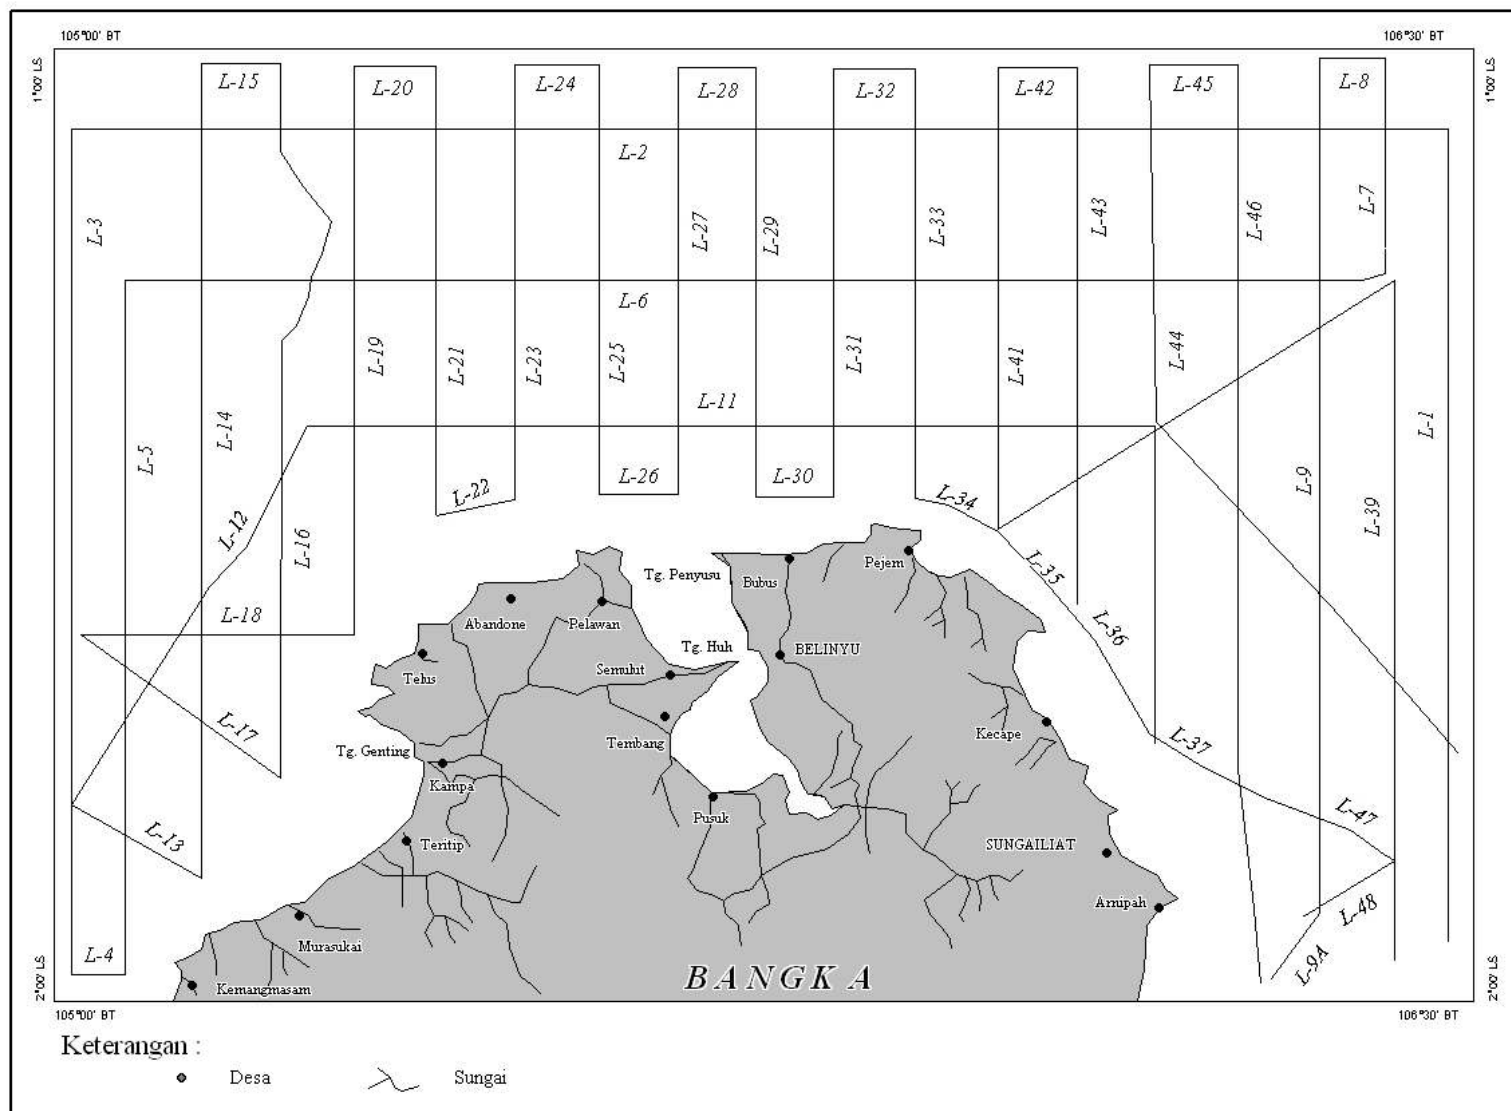 105°00' BT
106°30' BT
1°00' LS
1°00' LS
L-15
L-20
L-24
L-28
L-32
L-42
L-45
L-8
L-2
L-3
L-27
L-29
L-33
L-43
L-46
L-7
L-6
L-19
L-21
L-23
L-25
L-31
L-41
L-44
L-11
L-14
L-5
L-1
L-9
L-39
L-26
L-30
L-22
L-34
L-12
L-16
L-35
L-18
L-36
L-17
L-37
L-13
L-47
L-48
L-9A
L-4
Tg. Penyusu
Bubus
Pejem
Abandone
Pelawan
Tg. Huh
BELINYU
Semubit
Telus
Tembang
Kecape
Tg. Genting
Kampa
Pusuk
Teritip
SUNGAILIAT
Arnipah
Murasukai
Kemangmasam
BANGKA
2°00' LS
2°00' LS
105°00' BT
106°30' BT
Keterangan :
Desa
Sungai